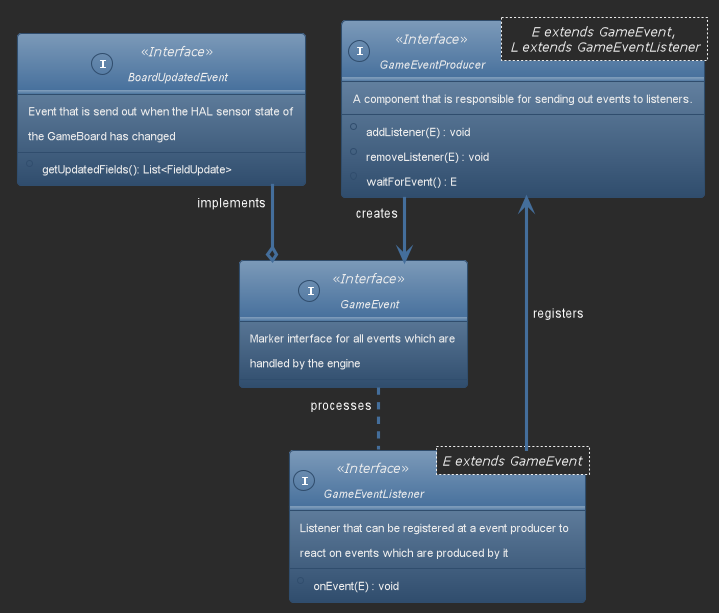 «Interface»
I
BoardUpdatedEvent
Event that is send out when the HAL sensor state of
the GameBoard has changed
getUpdatedFields(): List<FieldUpdate>
E extends GameEvent,
L extends GameEventListener
«Interface»
I
GameEventProducer
A component that is responsible for sending out events to listeners.
addListener(E) : void
removeListener(E) : void
waitForEvent() : E
implements
creates
«Interface»
I
GameEvent
Marker interface for all events which are
handled by the engine
registers
processes
E extends GameEvent
«Interface»
I
GameEventListener
Listener that can be registered at a event producer to
react on events which are produced by it
onEvent(E) : void